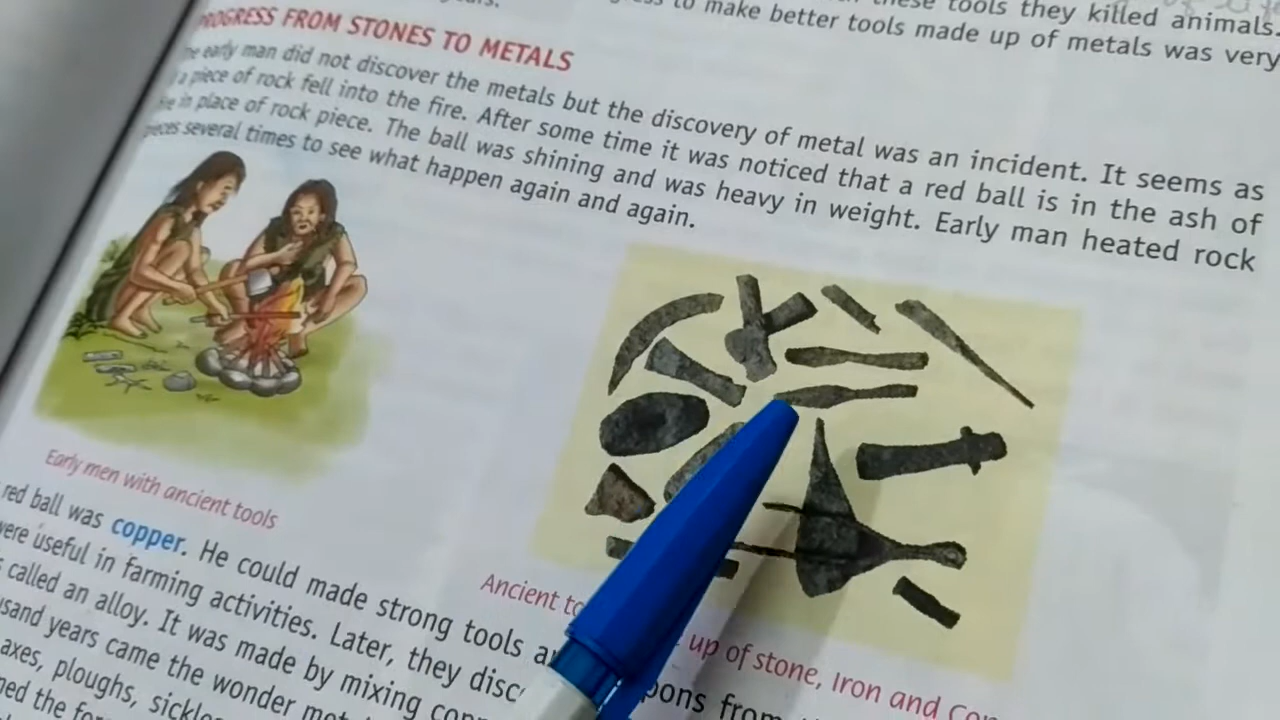 these tools they killed animals.
to make better tools made up of metals was very
PROGRESS FROM STONES TO METALS
early man did not discover the metals but the discovery of metal was an incident. It seems as
a piece of rock fell into the fire. After some time it was noticed that a red ball is in the ash of
in place of rock piece. The ball was shining and was heavy in weight. Early man heated rock
several times to see what happen again and again.
Early men with ancient tools
Ancient up of stone, Iron and
red ball was copper. He could made strong tools
were useful in farming activities. Later, they
called an alloy. It was made by mixing
years came the wonder
axes, ploughs,
the
from